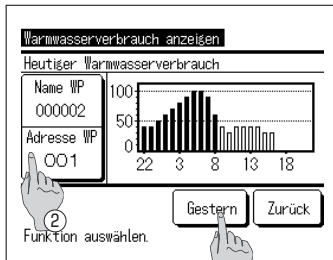 Warmwasserverbrauch anzeigen
Heutiger Warmwasserverbrauch
Name WP
000002
Adresse WP
001
100
50
0
22 3 8 13 18
②
Gestern Zurück
Funktion auswählen.